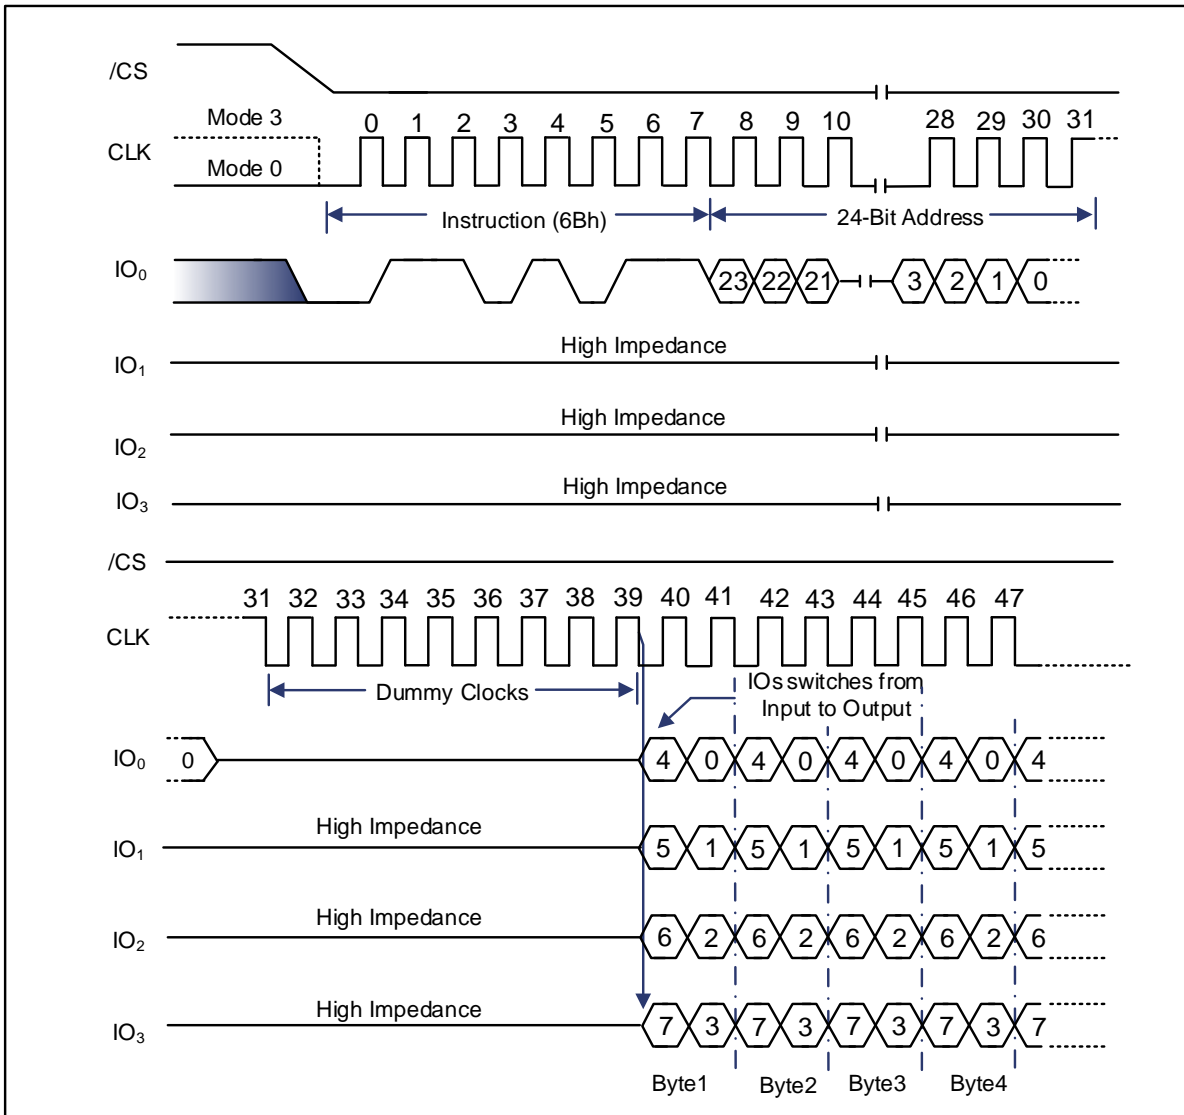 /CS
Mode 3
0 1 2 3 4 5 6 7 8 9 10 28 29 30 31
CLK
Mode 0
Instruction (6Bh) 24-Bit Address
IO0
23 22 21 3 2 1 0
High Impedance
IO1
High Impedance
IO2
High Impedance
IO3
/CS
31 32 33 34 35 36 37 38 39 40 41 42 43 44 45 46 47
CLK
Dummy Clocks
IOs switches from
Input to Output
IO0
0 4 0 4 0 4 0 4 0 4
High Impedance
IO1
5 1 5 1 5 1 5 1 5
High Impedance
IO2
6 2 6 2 6 2 6 2 6
High Impedance
IO3
7 3 7 3 7 3 7 3 7
Byte1 Byte2 Byte3 Byte4